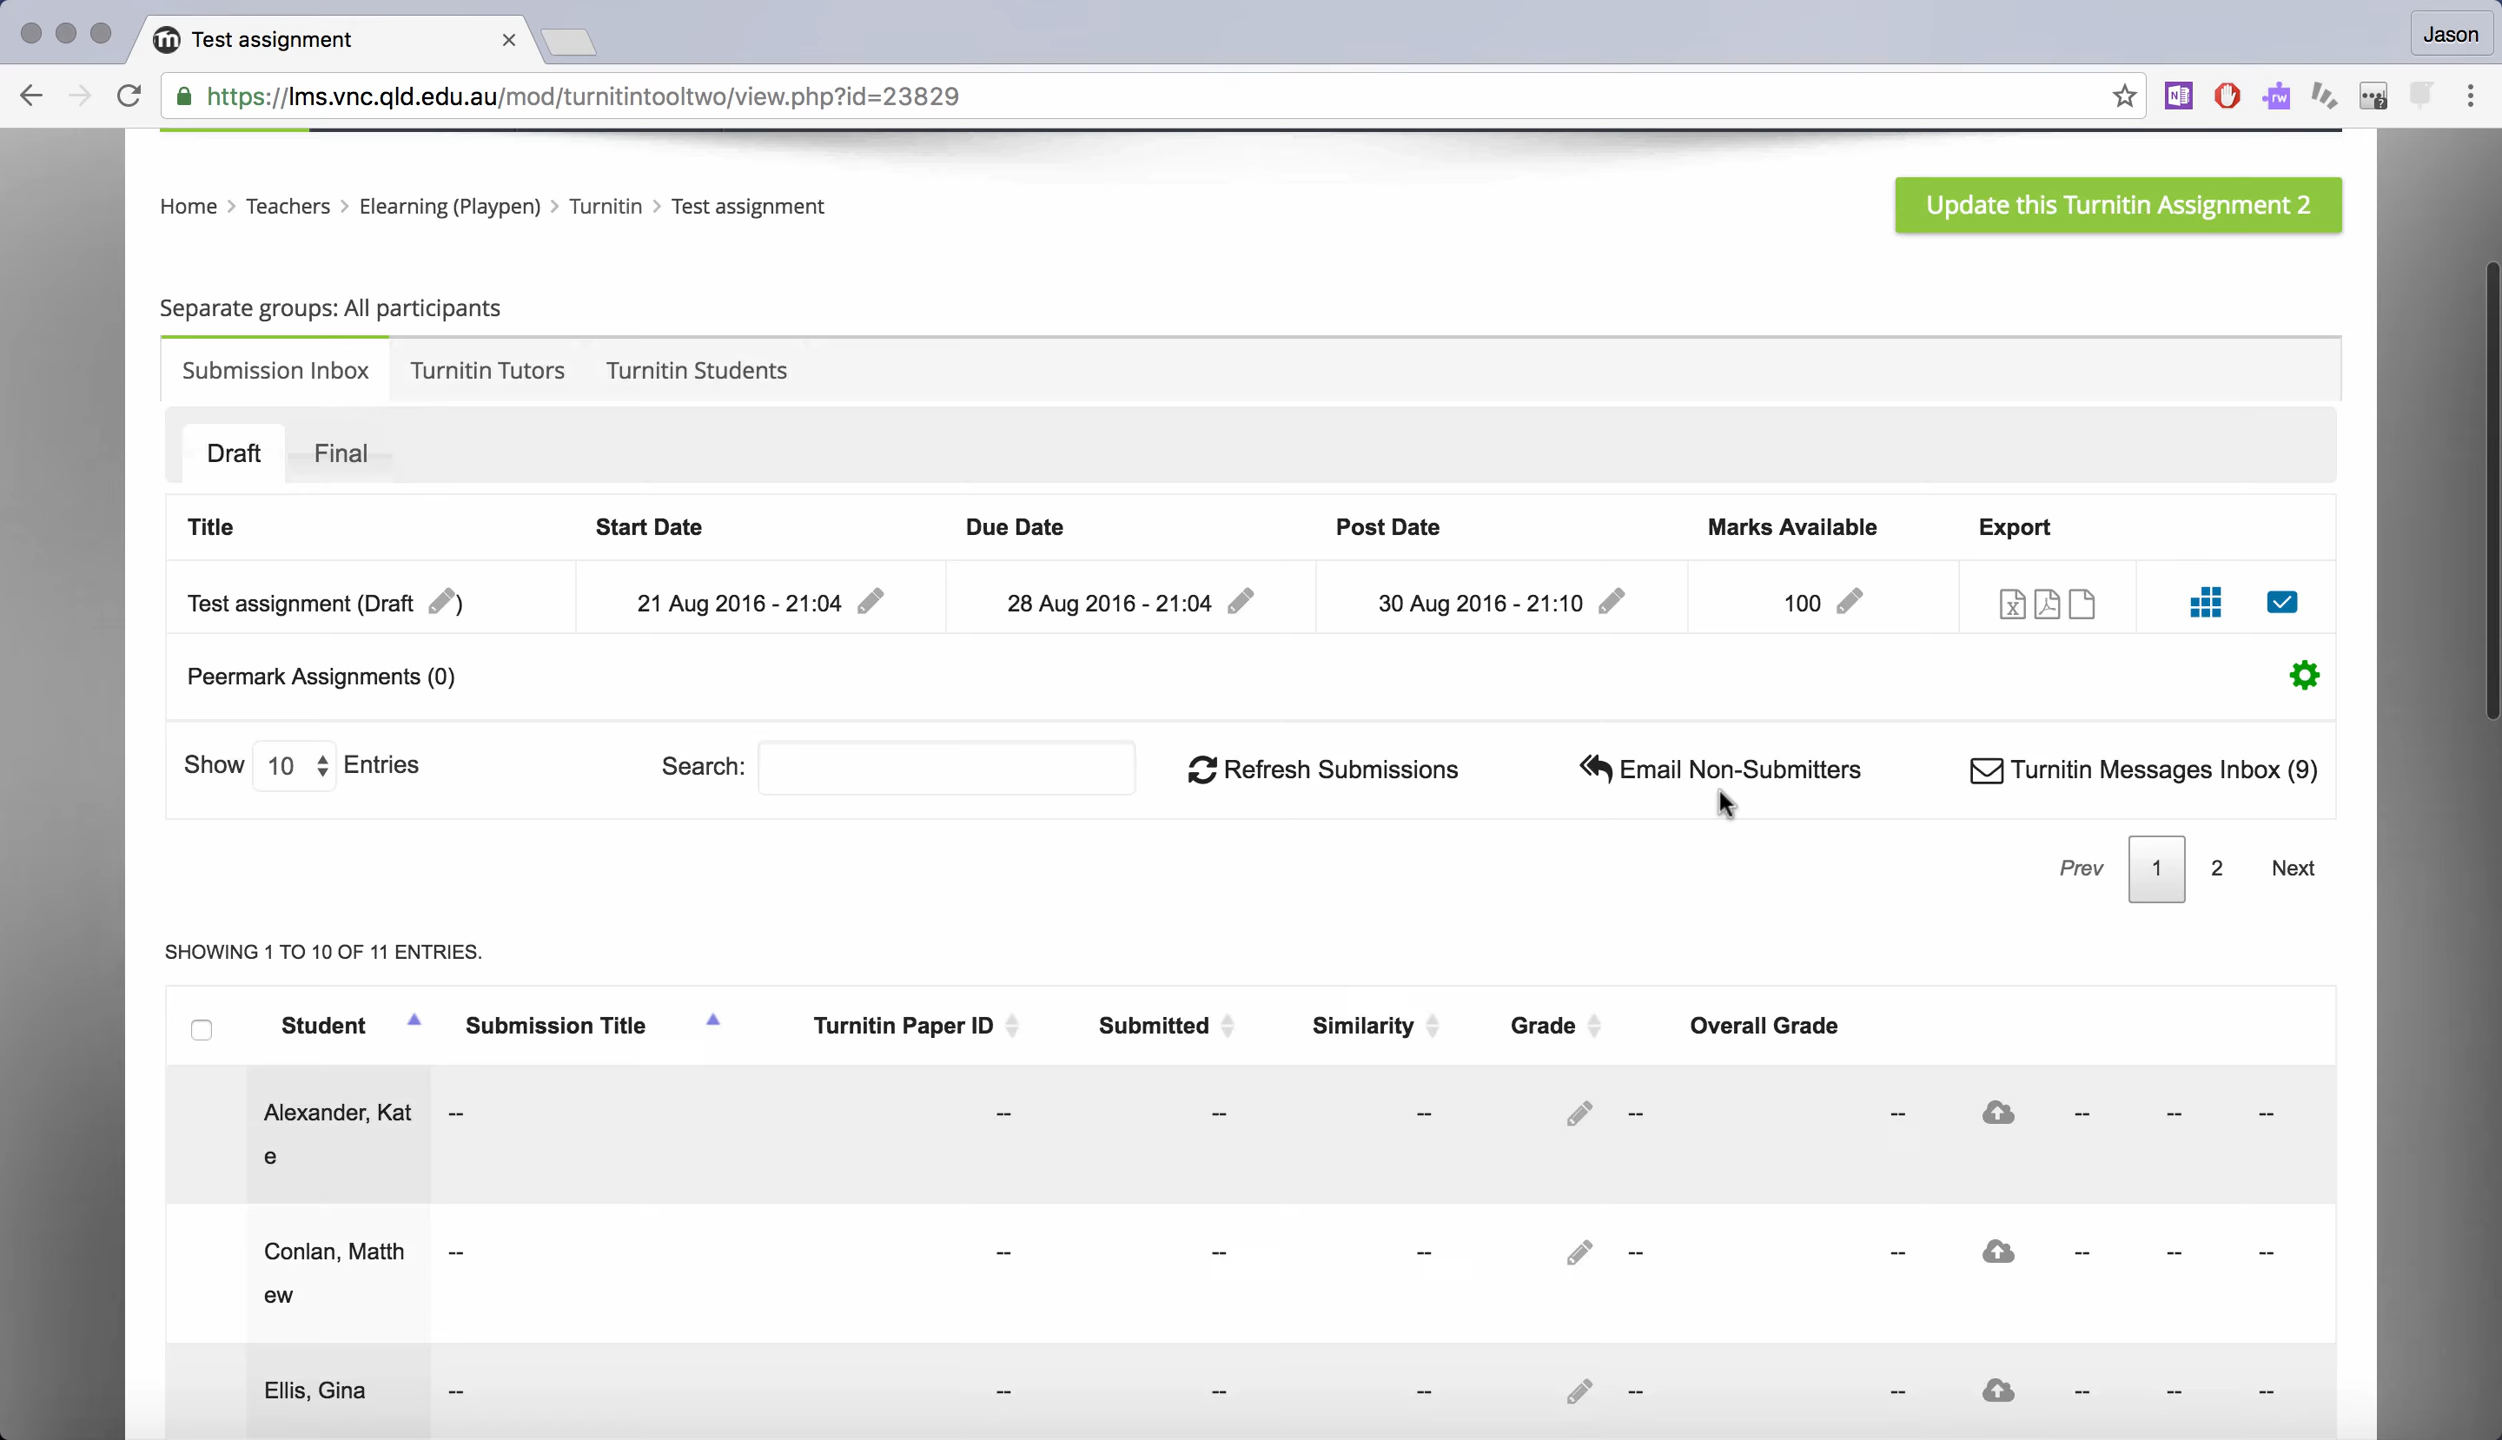 Test assignment
Jason
https://lms.vnc.qld.edu.au/mod/turnitintooltwo/view.php?id=23829
Home > Teachers > Elearning (Playpen) > Turnitin > Test assignment
Update this Turnitin Assignment 2
Separate groups: All participants
Submission Inbox Turnitin Tutors Turnitin Students
Draft Final
Title Start Date Due Date Post Date Marks Available Export
Test assignment (Draft ) 21 Aug 2016 - 21:04 28 Aug 2016 - 21:04 30 Aug 2016 - 21:10 100
Peermark Assignments (0)
Show 10 Entries Search: Refresh Submissions Email Non-Submitters Turnitin Messages Inbox (9)
Prev 1 2 Next
SHOWING 1 TO 10 OF 11 ENTRIES.
Student Submission Title Turnitin Paper ID Submitted Similarity Grade Overall Grade
Alexander, Kat -- -- -- -- -- -- -- -- --
e
Conlan, Matth -- -- -- -- -- -- -- -- --
ew
Ellis, Gina -- -- -- -- -- -- -- -- --